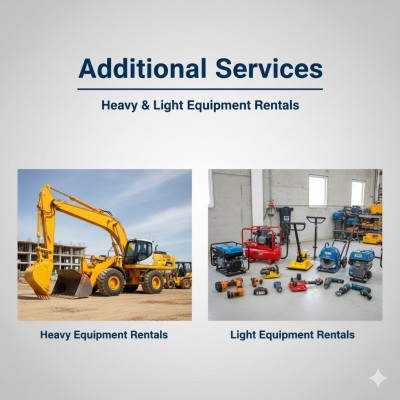 Additional Services
Heavy & Light Equipment Rentals
Heavy Equipment Rentals
Light Equipment Rentals